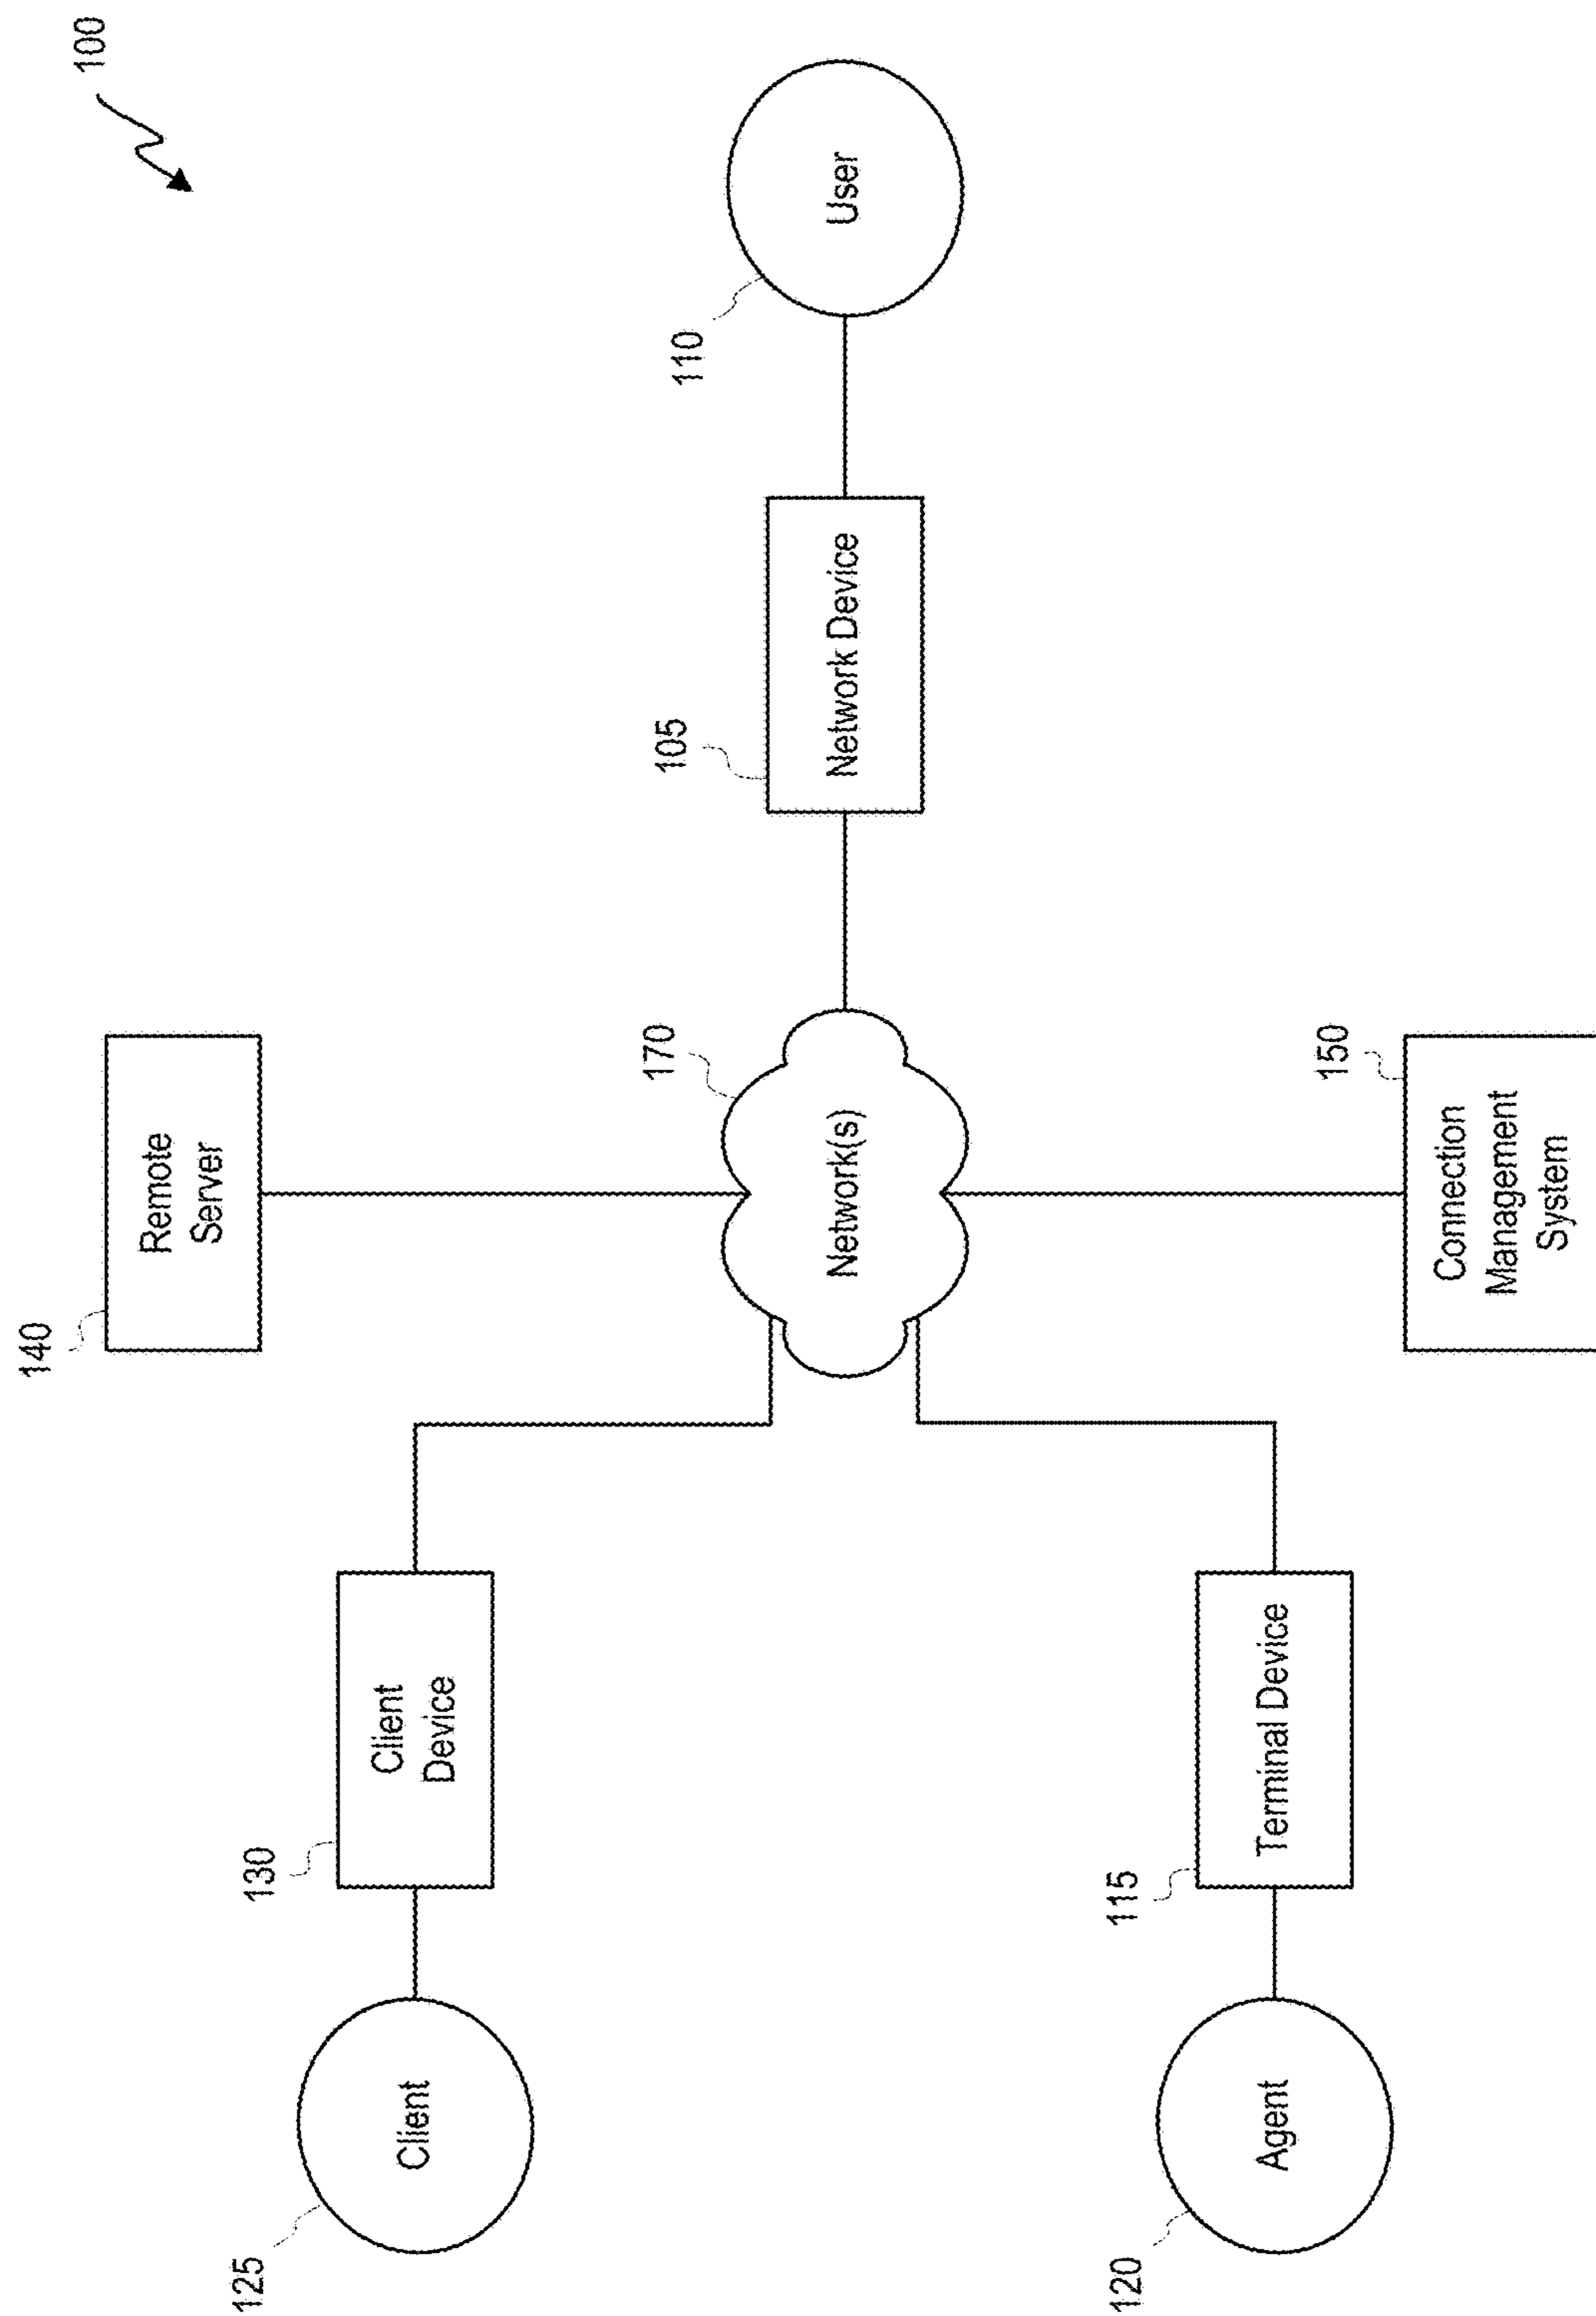 100
140
Remote
Server
125
Client
130
Client
Device
170
Network(s)
105
Network Device
110
User
120
Agent
115
Terminal Device
150
Connection
Management
System